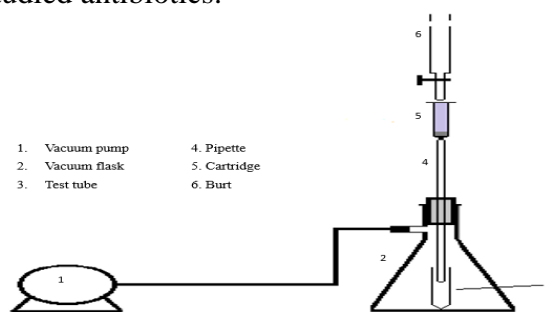 studied antibiotics.
6
5
1. Vacuum pump 4. Pipette
2. Vacuum flask 5. Cartridge
3. Test tube 6. Burt
4
2
1